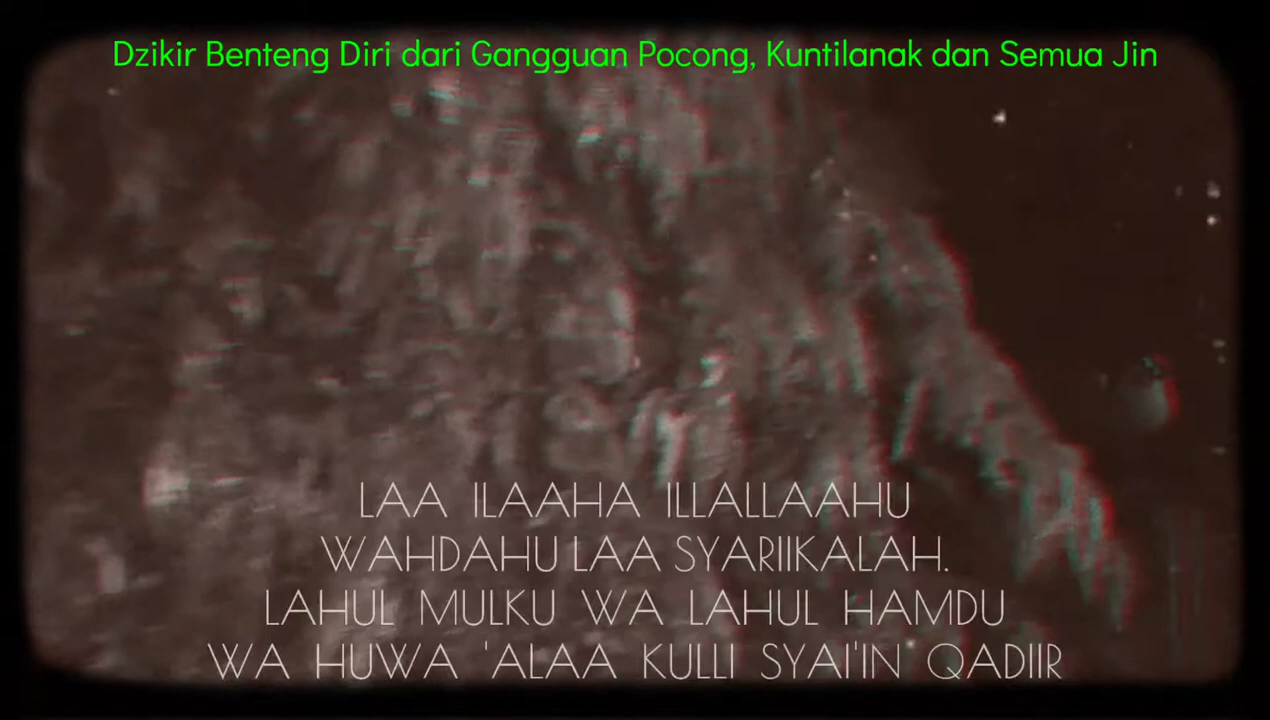 Dzikir Benteng Diri dari Gangguan Pocong, Kuntilanak dan Semua Jin
LAA ILAAHA ILLALLAAHU
WAHDAHU LAA SYARIIKALAH.
LAHUL MULKU WA LAHUL HAMDU
WA HUWA 'ALAA KULLI SYAI'IN QADIIR